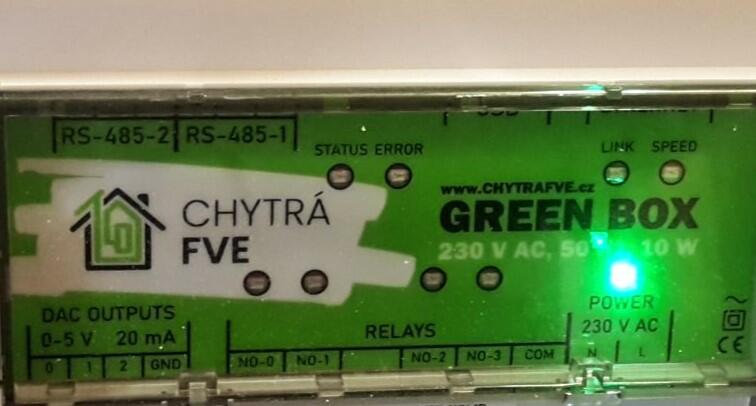 RS-485-2 RS-485-1
STATUS ERROR
LINK SPEED
www.CHYTRAFVE.cz
CHYTRÁ
FVE
GREEN BOX
230 V AC, 50 10 W
DAC OUTPUTS
0-5 V 20 mA
0 1 2 GND
RELAYS
NO-0 NO-1 NO-2 NO-3 COM
POWER
230 V AC
N L
CE